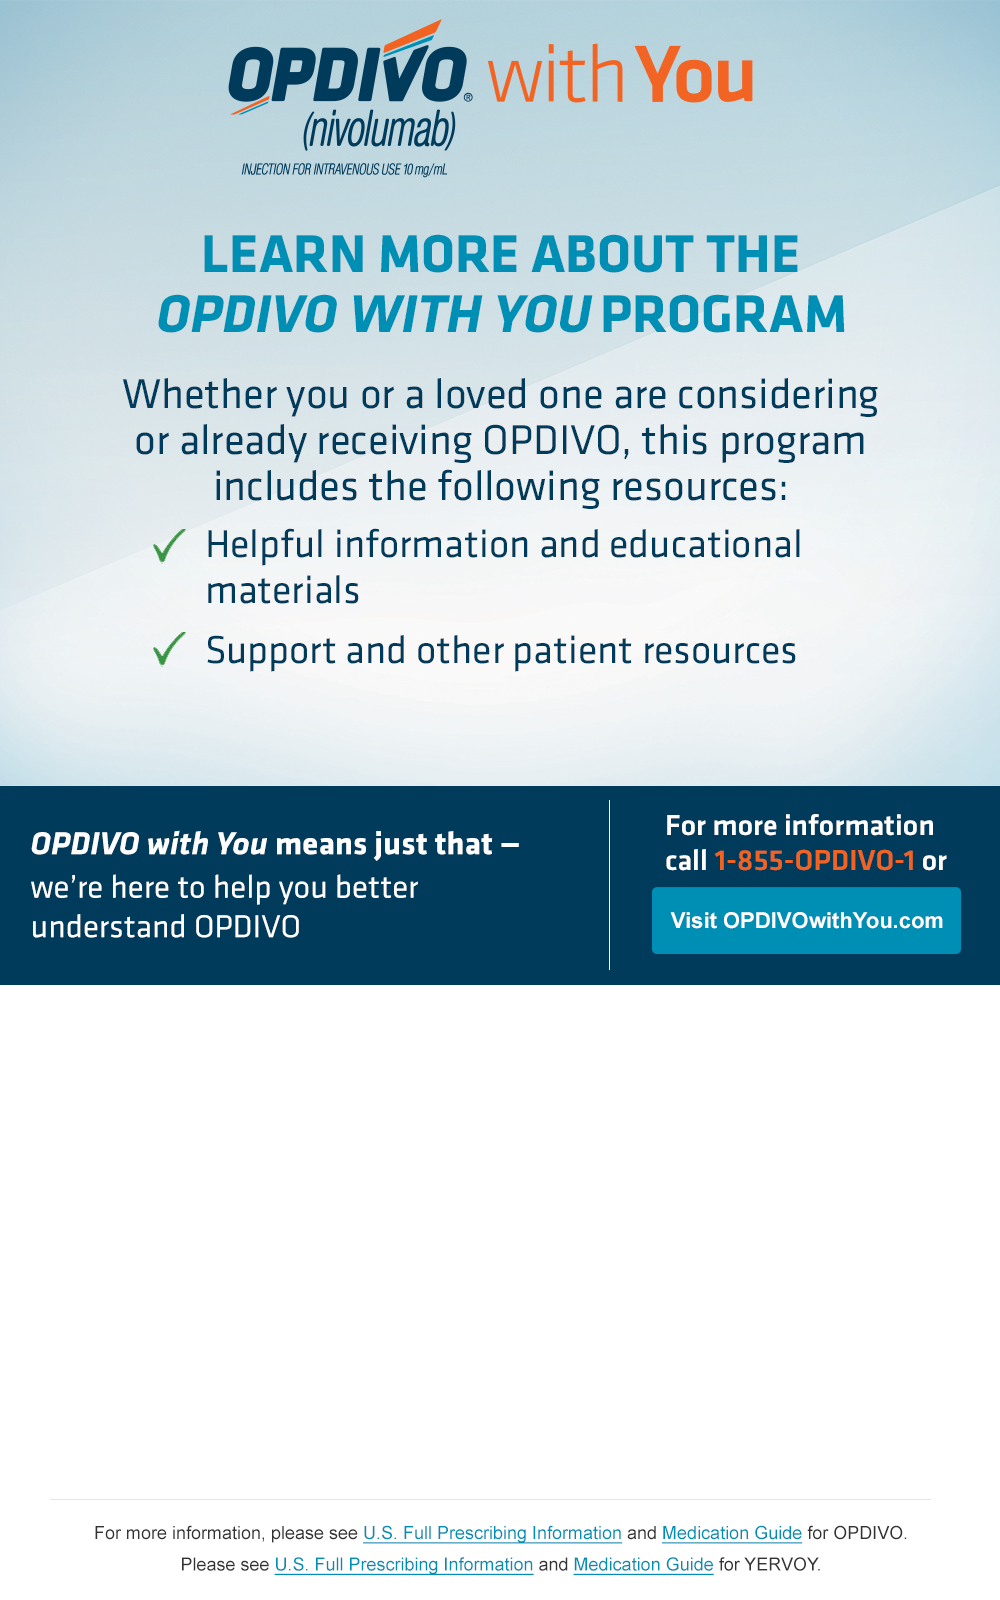 OPDIVO® with You
(nivolumab)
INJECTION FOR INTRAVENOUS USE 10 mg/mL
LEARN MORE ABOUT THE
OPDIVO WITH YOU PROGRAM
Whether you or a loved one are considering
or already receiving OPDIVO, this program
includes the following resources:
✓ Helpful information and educational
materials
✓ Support and other patient resources
OPDIVO with You means just that –
we're here to help you better
understand OPDIVO
For more information
call 1-855-OPDIVO-1 or
Visit OPDIVOwithYou.com
For more information, please see U.S. Full Prescribing Information and Medication Guide for OPDIVO.
Please see U.S. Full Prescribing Information and Medication Guide for YERVOY.